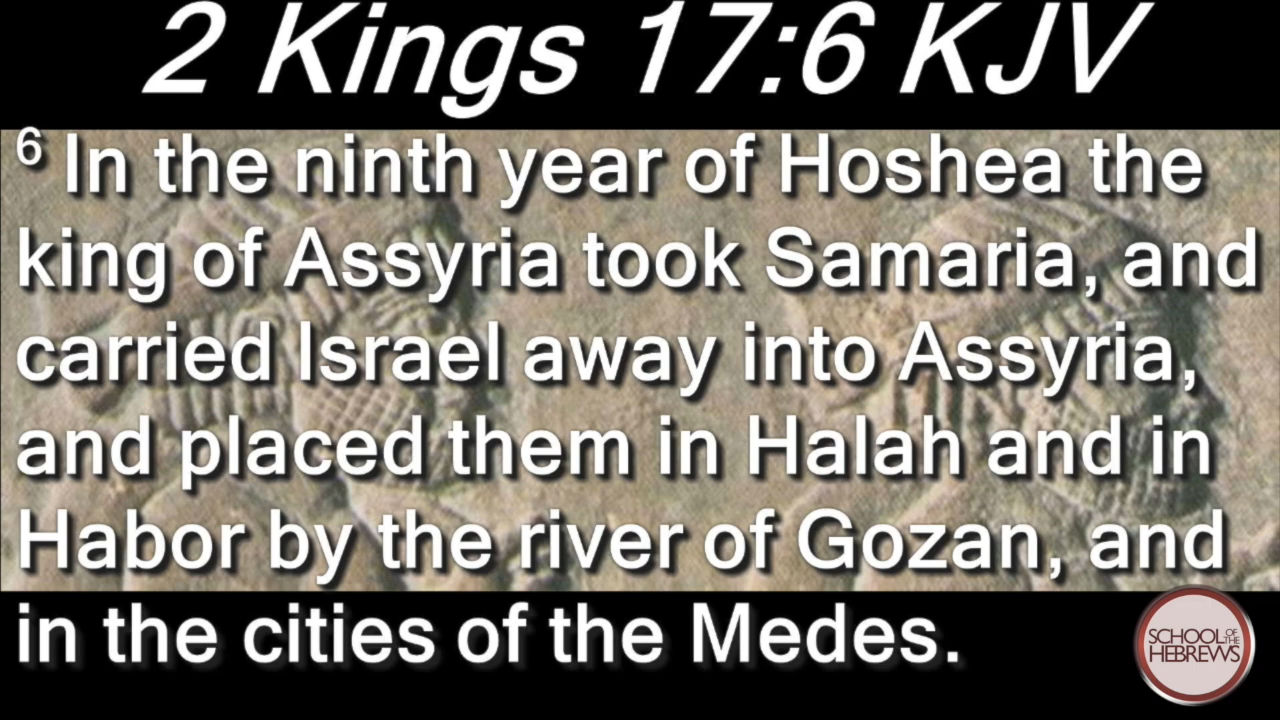 2 Kings 17:6 KJV
6 In the ninth year of Hoshea the
king of Assyria took Samaria, and
carried Israel away into Assyria,
and placed them in Halah and in
Habor by the river of Gozan, and
in the cities of the Medes.
SCHOOL OF THE
HEBREWS